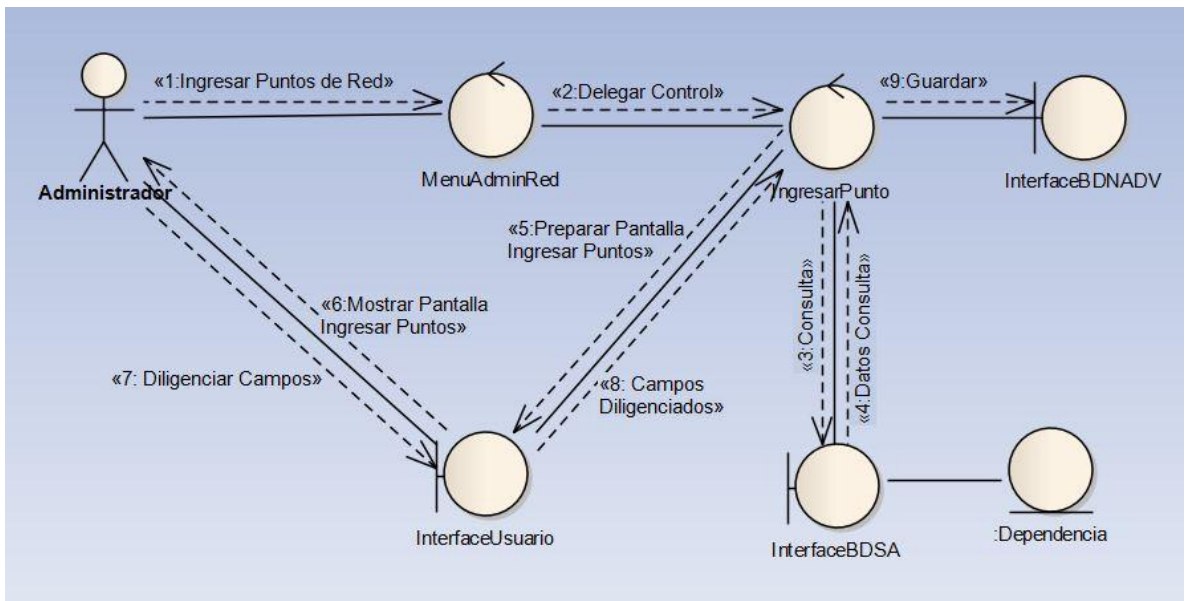 «1:Ingresar Puntos de Red»
«2:Delegar Control»
«9:Guardar»
Administrador
MenuAdminRed
IngresarPunto
InterfaceBDNADV
«5:Preparar Pantalla
Ingresar Puntos»
«3:Consulta»
«4:Datos Consulta»
«6:Mostrar Pantalla
Ingresar Puntos»
«7: Diligenciar Campos»
«8: Campos
Diligenciados»
InterfaceUsuario
InterfaceBDSA
:Dependencia